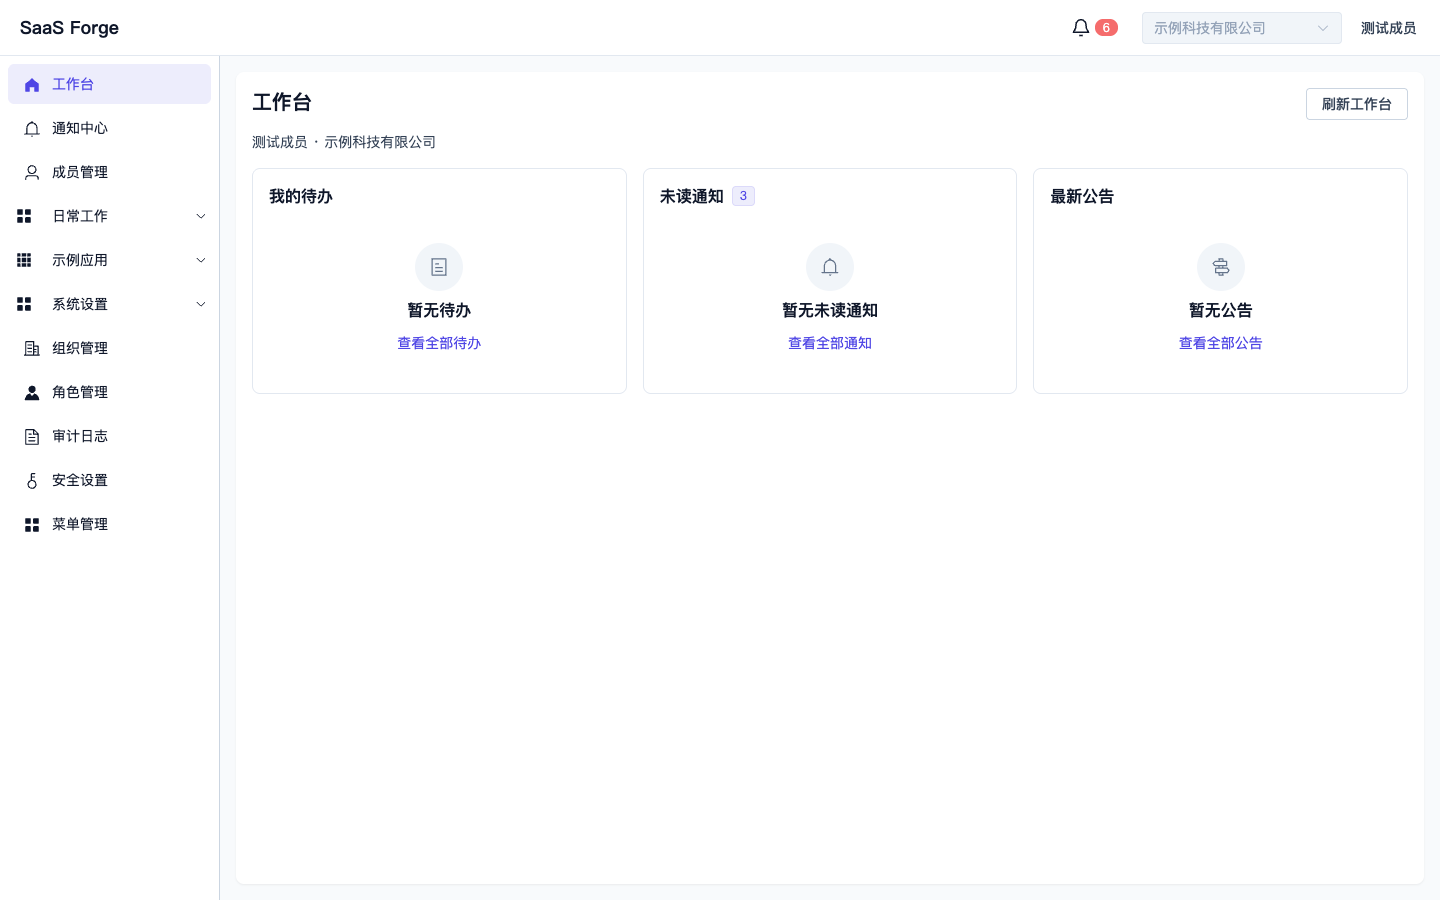 SaaS Forge
6
示例科技有限公司
测试成员
工作台
通知中心
成员管理
日常工作
示例应用
系统设置
组织管理
角色管理
审计日志
安全设置
菜单管理
工作台
刷新工作台
测试成员 · 示例科技有限公司
我的待办
暂无待办
查看全部待办
未读通知 3
暂无未读通知
查看全部通知
最新公告
暂无公告
查看全部公告